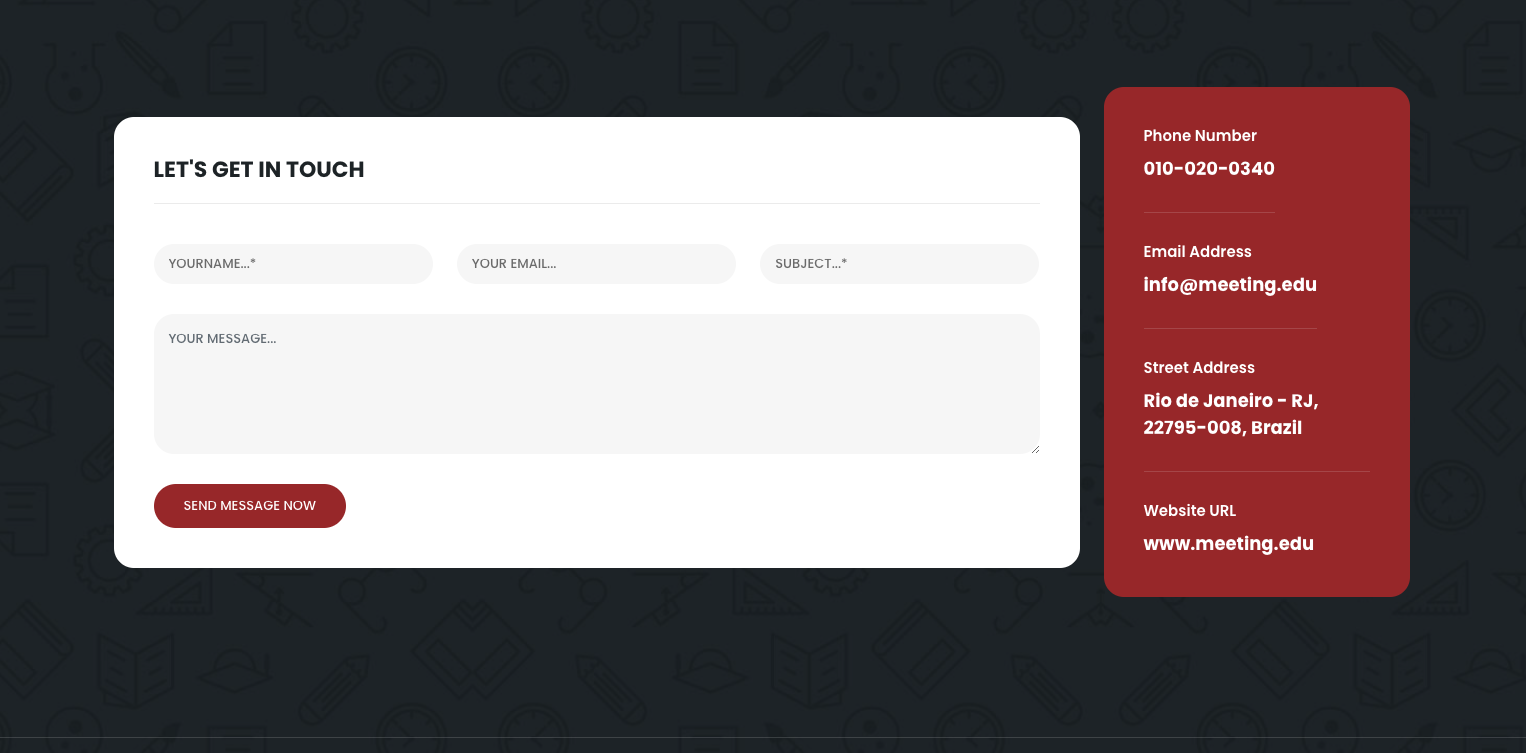 LET'S GET IN TOUCH
YOURNAME...*
YOUR EMAIL...
SUBJECT...*
YOUR MESSAGE...
SEND MESSAGE NOW
Phone Number
010-020-0340
Email Address
info@meeting.edu
Street Address
Rio de Janeiro - RJ,
22795-008, Brazil
Website URL
www.meeting.edu